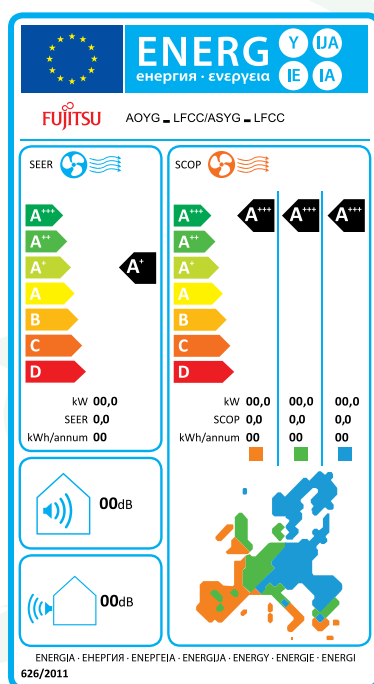 ENERG Y IJA
енергия · ενεργεια IE IA
FUJITSU AOYG LFCC/ASYG LFCC
SEER
A+++
A++
A+
A
B
C
D
A+
kW 00,0
SEER 0,0
kWh/annum 00
SCOP
A+++
A++
A+
A
B
C
D
A+++ A+++ A+++
kW 00,0 00,0 00,0
SCOP 0,0 0,0 0,0
kWh/annum 00 00 00
00dB
00dB
ENERGIA · ЕНЕРГИЯ · ΕΝΕΡΓΕΙΑ · ENERGIJA · ENERGY · ENERGIE · ENERGI
626/2011